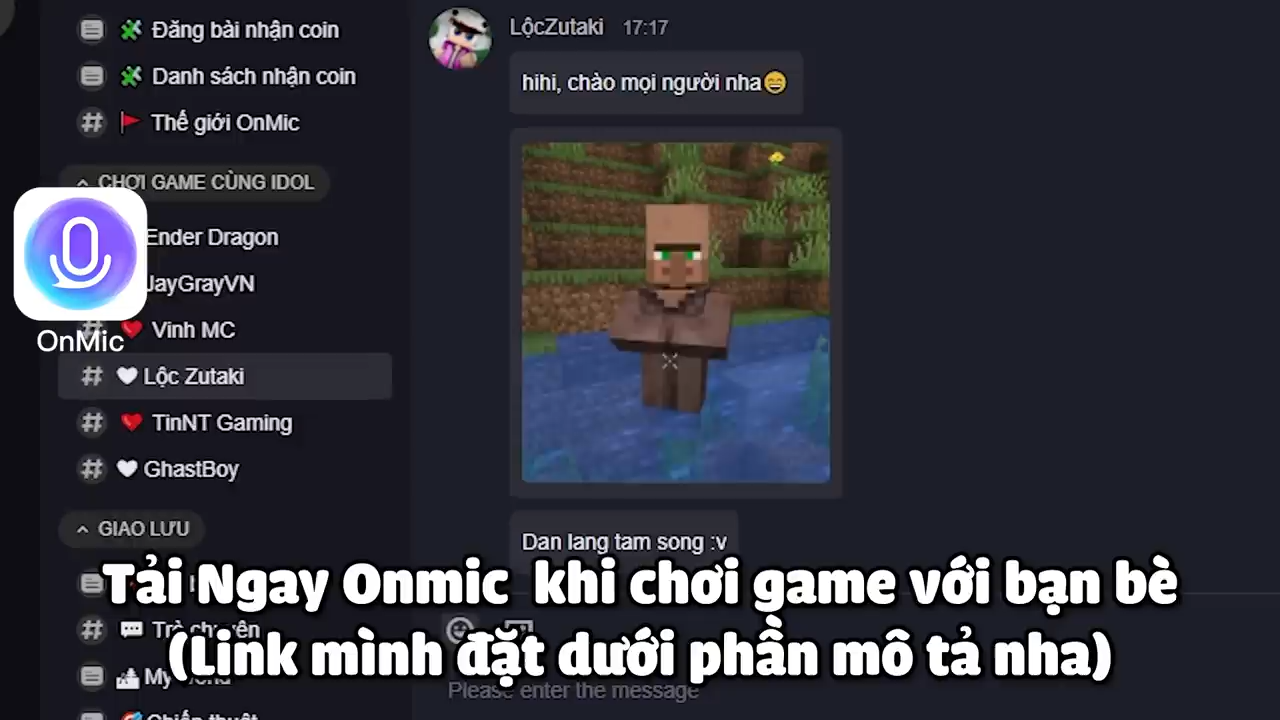 Đăng bài nhận coin
Danh sách nhận coin
Thế giới OnMic
CHƠI GAME CÙNG IDOL
Ender Dragon
JayGrayVN
Vinh MC
Lộc Zutaki
TinNT Gaming
GhastBoy
GIAO LƯU
Trò chuyện
My
Chiến thuật
OnMic
LộcZutaki 17:17
hihi, chào mọi người nha😄
Dan lang tam song :v
Please enter the message
Tải Ngay Onmic khi chơi game với bạn bè
(Link mình đặt dưới phần mô tả nha)